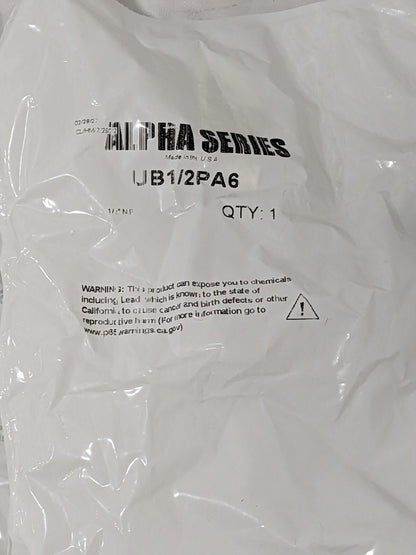 ALPHA SERIES
Made in the U S A
UB1/2PA6
QTY: 1
WARNING: This product can expose you to chemicals
including Lead which is known to the state of
California to cause cancer and birth defects or other
reproductive harm (For more information go to
www.p65warnings.ca.gov)